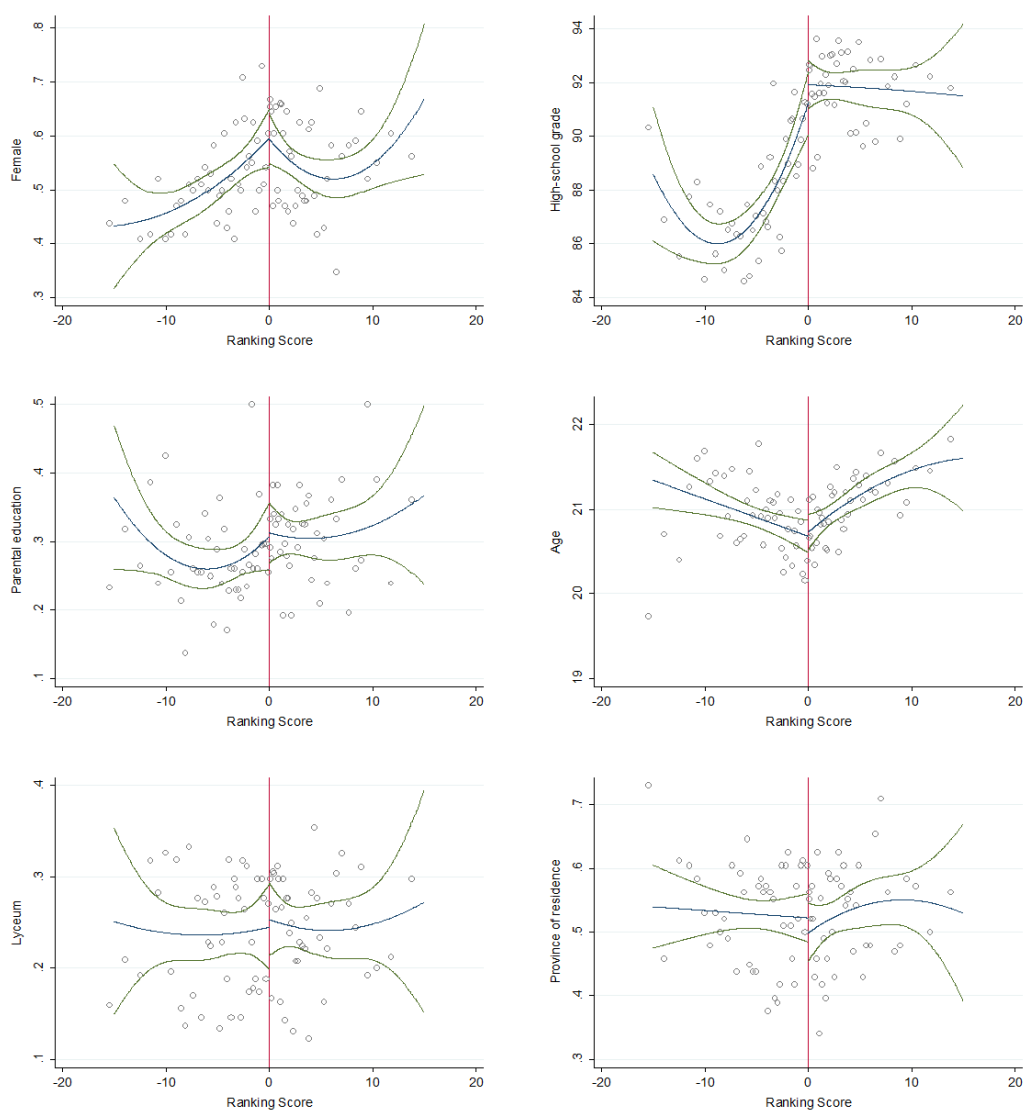 Female
.8
.7
.6
.5
.4
.3
-20 -10 0 10 20
Ranking Score
High-school grade
94
92
90
88
86
84
-20 -10 0 10 20
Ranking Score
Parental education
.5
.4
.3
.2
.1
-20 -10 0 10 20
Ranking Score
Age
22
21
20
19
-20 -10 0 10 20
Ranking Score
Lyceum
.4
.3
.2
.1
-20 -10 0 10 20
Ranking Score
Province of residence
.7
.6
.5
.4
.3
-20 -10 0 10 20
Ranking Score